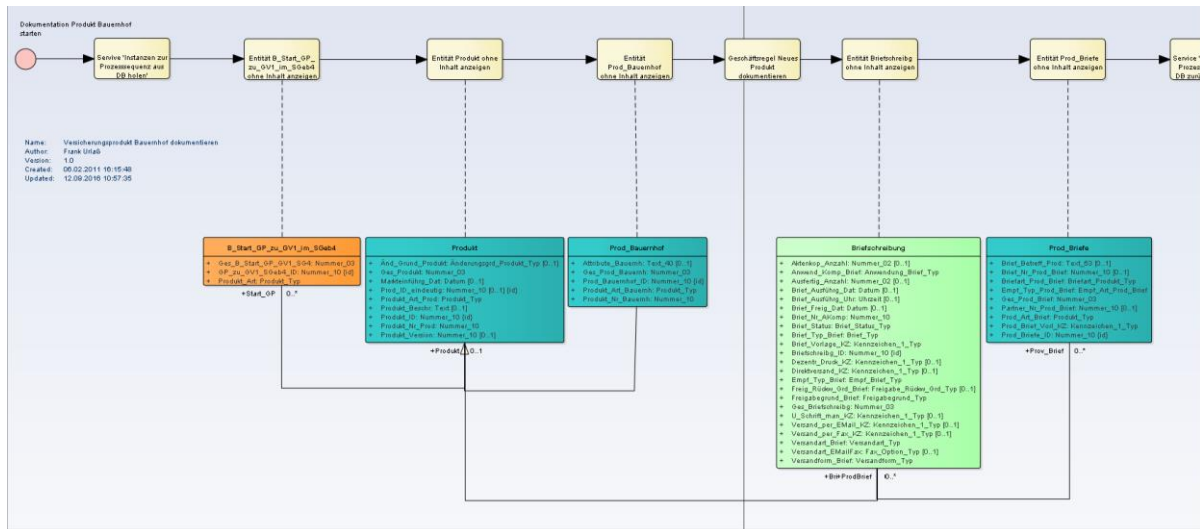 Dokumentation Produkt Bauernhof
starten
Servive "Instanzen zur
Prozesssequenz aus
DB holen"
Entität B_Start_GP_
zu_GV1_im_SGeb4
ohne Inhalt anzeigen
Entität Produkt ohne
Inhalt anzeigen
Entität
Prod_Bauernhof
ohne Inhalt anzeigen
Geschäftsregel Neues
Produkt
dokumentieren
Entität Briefschreibg
ohne Inhalt anzeigen
Entität Prod_Briefe
ohne Inhalt anzeigen
Name: Versicherungsprodukt Bauernhof dokumentieren
Author: Frank Urlaß
Version: 1.0
Created: 06.02.2011 16:15:48
Updated: 12.09.2016 10:57:35
B_Start_GP_zu_GV1_im_SGeb4
+ Ges_B_Start_GP_GV1_SG4: Nummer_03
+ GP_zu_GV1_SGeb4_ID: Nummer_10 {id}
+ Produkt_Art: Produkt_Typ
+Start_GP 0..*
Produkt
+ Änd_Grund_Produkt: Änderungsgrd_Produkt_Typ [0..1]
+ Ges_Produkt: Nummer_03
+ Markteinführg_Dat: Datum [0..1]
+ Prod_ID_eindeutig: Nummer_10 [0..1] {id}
+ Produkt_Art_Prod: Produkt_Typ
+ Produkt_Beschr: Text [0..1]
+ Produkt_ID: Nummer_10 {id}
+ Produkt_Nr_Prod: Nummer_10
+ Produkt_Version: Nummer_10 [0..1]
+Produkt 0..1
Prod_Bauernhof
+ Attribute_Bauernh: Text_40 [0..1]
+ Ges_Prod_Bauernh: Nummer_03
+ Prod_Bauernhof_ID: Nummer_10 {id}
+ Produkt_Art_Bauernh: Produkt_Typ
+ Produkt_Nr_Bauernh: Nummer_10
Briefschreibung
+ Aktenkop_Anzahl: Nummer_02 [0..1]
+ Anwend_Komp_Brief: Anwendung_Brief_Typ
+ Ausfertig_Anzahl: Nummer_02 [0..1]
+ Brief_Ausführg_Dat: Datum [0..1]
+ Brief_Ausführg_Uhr: Uhrzeit [0..1]
+ Brief_Freig_Dat: Datum [0..1]
+ Brief_Nr_AKomp: Nummer_10
+ Brief_Status: Brief_Status_Typ
+ Brief_Typ_Brief: Brief_Typ
+ Brief_Vorlage_KZ: Kennzeichen_1_Typ
+ Briefschreibg_ID: Nummer_10 {id}
+ Dezentr_Druck_KZ: Kennzeichen_1_Typ [0..1]
+ Direktversand_KZ: Kennzeichen_1_Typ [0..1]
+ Empf_Typ_Brief: Empf_Brief_Typ
+ Freig_Rückw_Grd_Brief: Freigabe_Rückw_Grd_Typ [0..1]
+ Freigabegrund_Brief: Freigabegrund_Typ
+ Ges_Briefschreibg: Nummer_03
+ U_Schrift_man_KZ: Kennzeichen_1_Typ [0..1]
+ Versand_per_EMail_KZ: Kennzeichen_1_Typ [0..1]
+ Versand_per_Fax_KZ: Kennzeichen_1_Typ [0..1]
+ Versandart_Brief: Versandart_Typ
+ Versandart_EMailFax: Fax_Option_Typ [0..1]
+ Versandform_Brief: Versandform_Typ
Prod_Briefe
+ Brief_Betreff_Prod: Text_50 [0..1]
+ Brief_Nr_Prod_Brief: Nummer_10 [0..1]
+ Briefart_Prod_Brief: Briefart_Produkt_Typ
+ Empf_Typ_Prod_Brief: Empf_Art_Prod_Brief
+ Ges_Prod_Brief: Nummer_03
+ Partner_Nr_Prod_Brief: Nummer_10 [0..1]
+ Prod_Art_Brief: Produkt_Typ
+ Prod_Brief_Vorl_KZ: Kennzeichen_1_Typ
+ Prod_Briefe_ID: Nummer_10 {id}
+Prov_Brief 0..*
0..*